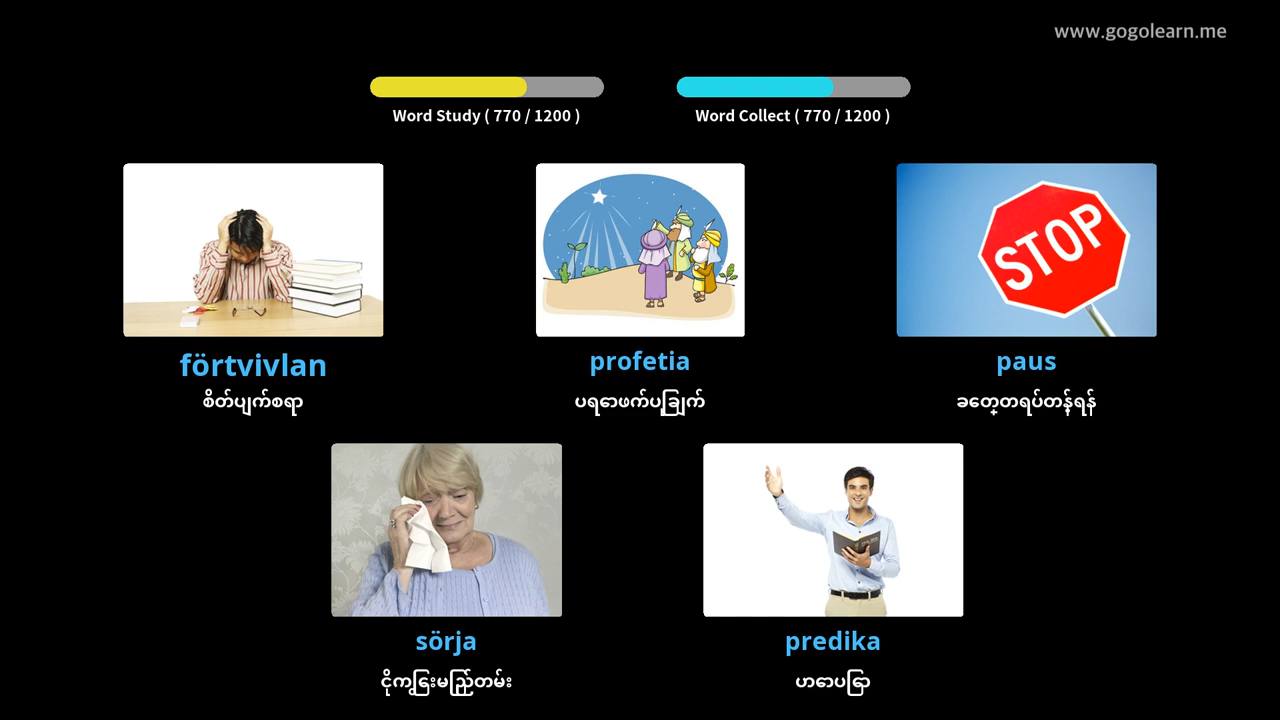 www.gogolearn.me
Word Study ( 770 / 1200 )
Word Collect ( 770 / 1200 )
STOP
förtvivlan
profetia
paus
စိတ်ပျက်စရာ
ပရောဖက်ပြုချက်
ခေတ္တရပ်တန့်ရန်
sörja
predika
ငိုကြွေးမြည်တမ်း
ဟောပြော